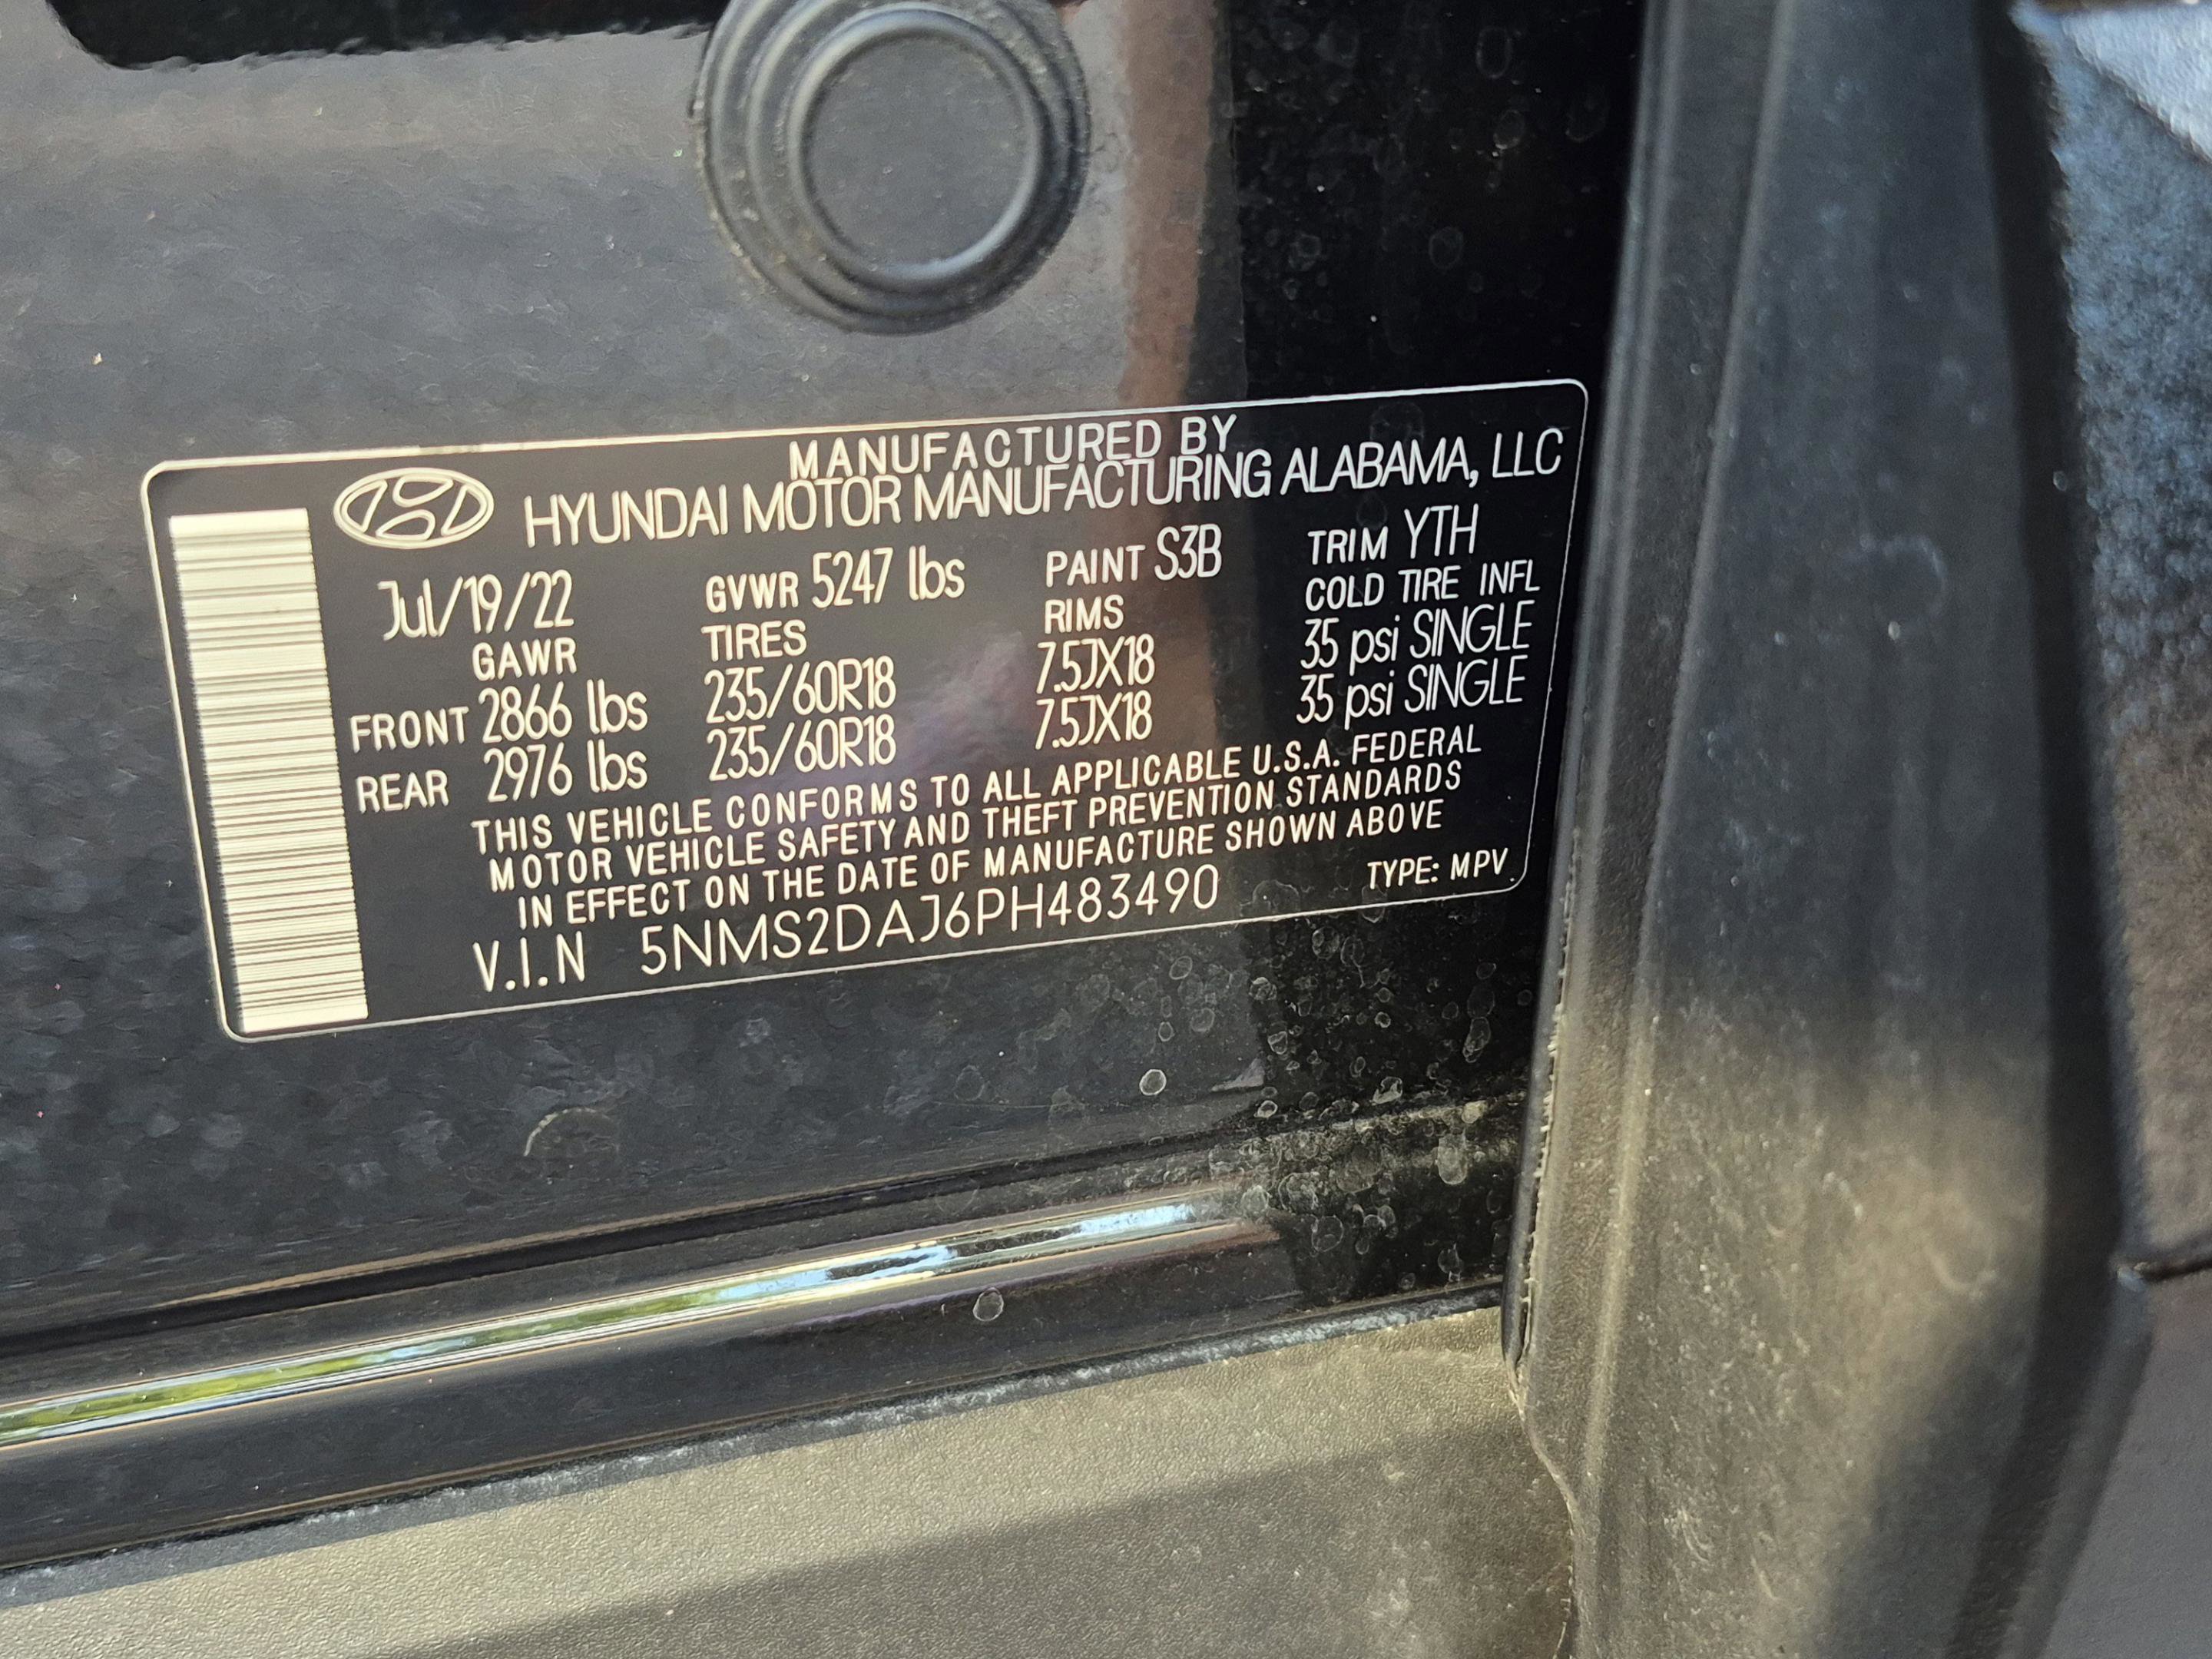 MANUFACTURED BY
HYUNDAI MOTOR MANUFACTURING ALABAMA, LLC
Jul/19/22 GVWR 5247 lbs PAINT S3B TRIM YTH
GAWR TIRES RIMS COLD TIRE INFL
FRONT 2866 lbs 235/60R18 7.5JX18 35 psi SINGLE
REAR 2976 lbs 235/60R18 7.5JX18 35 psi SINGLE
THIS VEHICLE CONFORMS TO ALL APPLICABLE U.S.A. FEDERAL
MOTOR VEHICLE SAFETY AND THEFT PREVENTION STANDARDS
IN EFFECT ON THE DATE OF MANUFACTURE SHOWN ABOVE
V.I.N 5NMS2DAJ6PH483490 TYPE: MPV